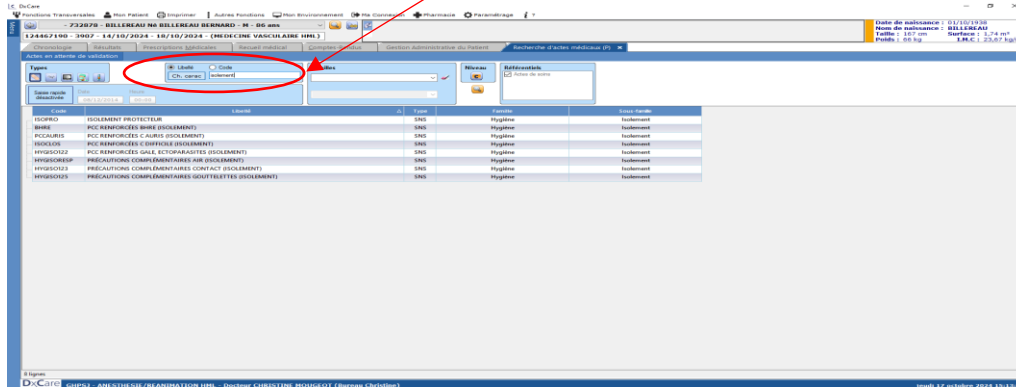 DxCare
Fonctions Transversales Mon Patient Imprimer Autres Fonctions Mon Environnement Ma Connexion Pharmacie Paramétrage ?
- 732878 - BILLEREAU Né BILLEREAU BERNARD - M - 86 ans
Date de naissance : 01/10/1938
Nom de naissance : BILLEREAU
124467190 - 3907 - 14/10/2024 - 18/10/2024 - (MEDECINE VASCULAIRE HML)
Taille : 167 cm Surface : 1,74 m²
Poids : 66 kg I.M.C : 23,67 kg/
Chronologie Résultats Prescriptions Médicales Recueil médical Comptes-Rendus Gestion Administrative du Patient Recherche d'actes médicaux (P)
Actes en attente de validation
Types Libellé Code Niveau Référentiels
Ch. carac isolement Actes de soins
Saisie rapide désactivée Date Heure
Code Libellé Type Famille Sous-famille
ISOPRO ISOLEMENT PROTECTEUR SNS Hygiène Isolement
BHRE PCC RENFORCÉES BHRE (ISOLEMENT) SNS Hygiène Isolement
PCCAURIS PCC RENFORCÉES C AURIS (ISOLEMENT) SNS Hygiène Isolement
ISOCLOS PCC RENFORCÉES C DIFFICILE (ISOLEMENT) SNS Hygiène Isolement
HYGISO122 PCC RENFORCÉES GALE, ECTOPARASITES (ISOLEMENT) SNS Hygiène Isolement
HYGISORESP PRÉCAUTIONS COMPLÉMENTAIRES AIR (ISOLEMENT) SNS Hygiène Isolement
HYGISO123 PRÉCAUTIONS COMPLÉMENTAIRES CONTACT (ISOLEMENT) SNS Hygiène Isolement
HYGISO125 PRÉCAUTIONS COMPLÉMENTAIRES GOUTTELETTES (ISOLEMENT) SNS Hygiène Isolement
8 lignes
DxCare GHPSJ - ANESTHESIE/REANIMATION HML - Docteur CHRISTINE MOUGEOT (Bureau Christine) jeudi 17 octobre 2024